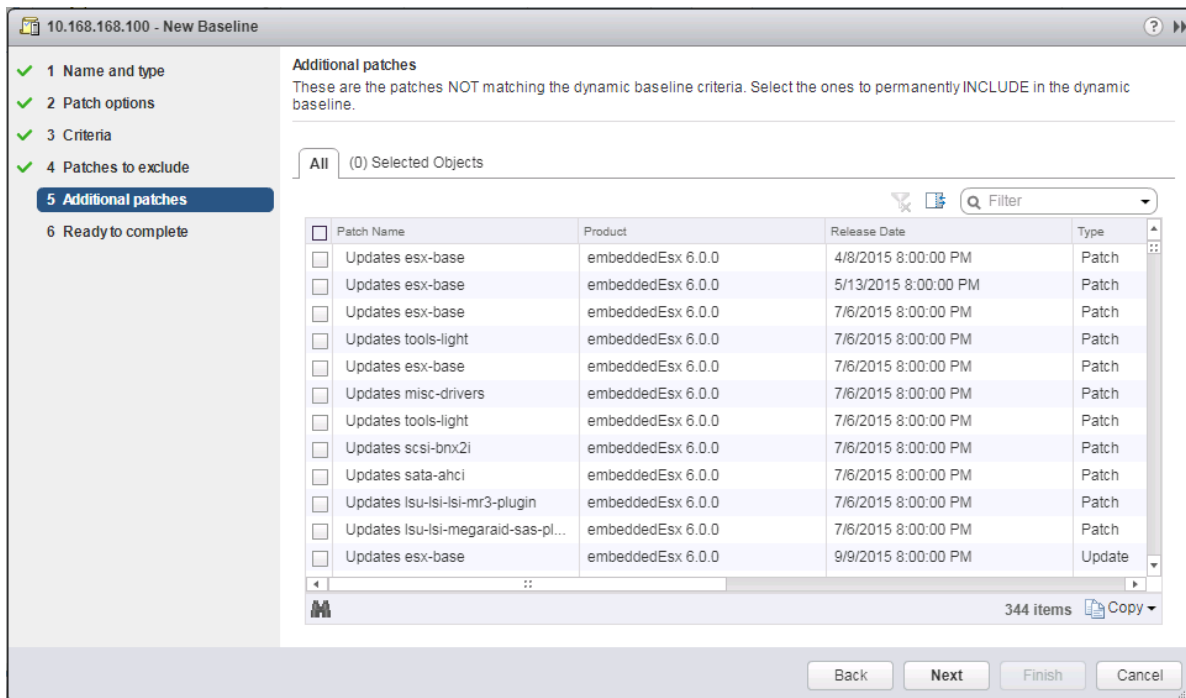 10.168.168.100 - New Baseline
?
1 Name and type
2 Patch options
3 Criteria
4 Patches to exclude
5 Additional patches
6 Ready to complete
Additional patches
These are the patches NOT matching the dynamic baseline criteria. Select the ones to permanently INCLUDE in the dynamic
baseline.
All (0) Selected Objects
Filter
Patch Name Product Release Date Type
Updates esx-base embeddedEsx 6.0.0 4/8/2015 8:00:00 PM Patch
Updates esx-base embeddedEsx 6.0.0 5/13/2015 8:00:00 PM Patch
Updates esx-base embeddedEsx 6.0.0 7/6/2015 8:00:00 PM Patch
Updates tools-light embeddedEsx 6.0.0 7/6/2015 8:00:00 PM Patch
Updates esx-base embeddedEsx 6.0.0 7/6/2015 8:00:00 PM Patch
Updates misc-drivers embeddedEsx 6.0.0 7/6/2015 8:00:00 PM Patch
Updates tools-light embeddedEsx 6.0.0 7/6/2015 8:00:00 PM Patch
Updates scsi-bnx2i embeddedEsx 6.0.0 7/6/2015 8:00:00 PM Patch
Updates sata-ahci embeddedEsx 6.0.0 7/6/2015 8:00:00 PM Patch
Updates lsu-lsi-lsi-mr3-plugin embeddedEsx 6.0.0 7/6/2015 8:00:00 PM Patch
Updates lsu-lsi-megaraid-sas-pl... embeddedEsx 6.0.0 7/6/2015 8:00:00 PM Patch
Updates esx-base embeddedEsx 6.0.0 9/9/2015 8:00:00 PM Update
344 items Copy
Back Next Finish Cancel